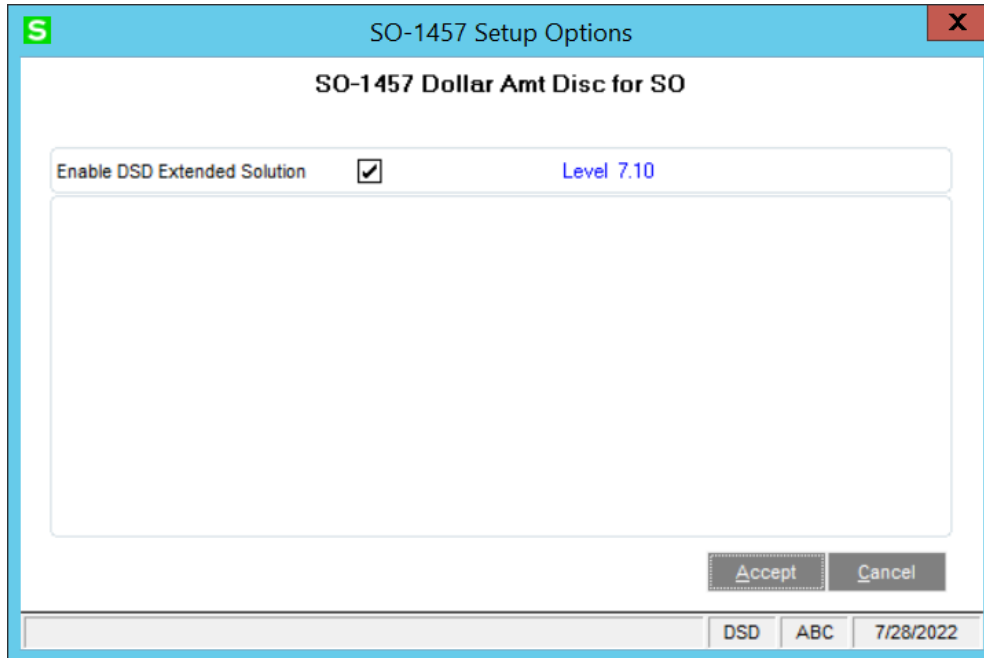 S SO-1457 Setup Options X
SO-1457 Dollar Amt Disc for SO
Enable DSD Extended Solution Level 7.10
Accept Cancel
DSD ABC 7/28/2022